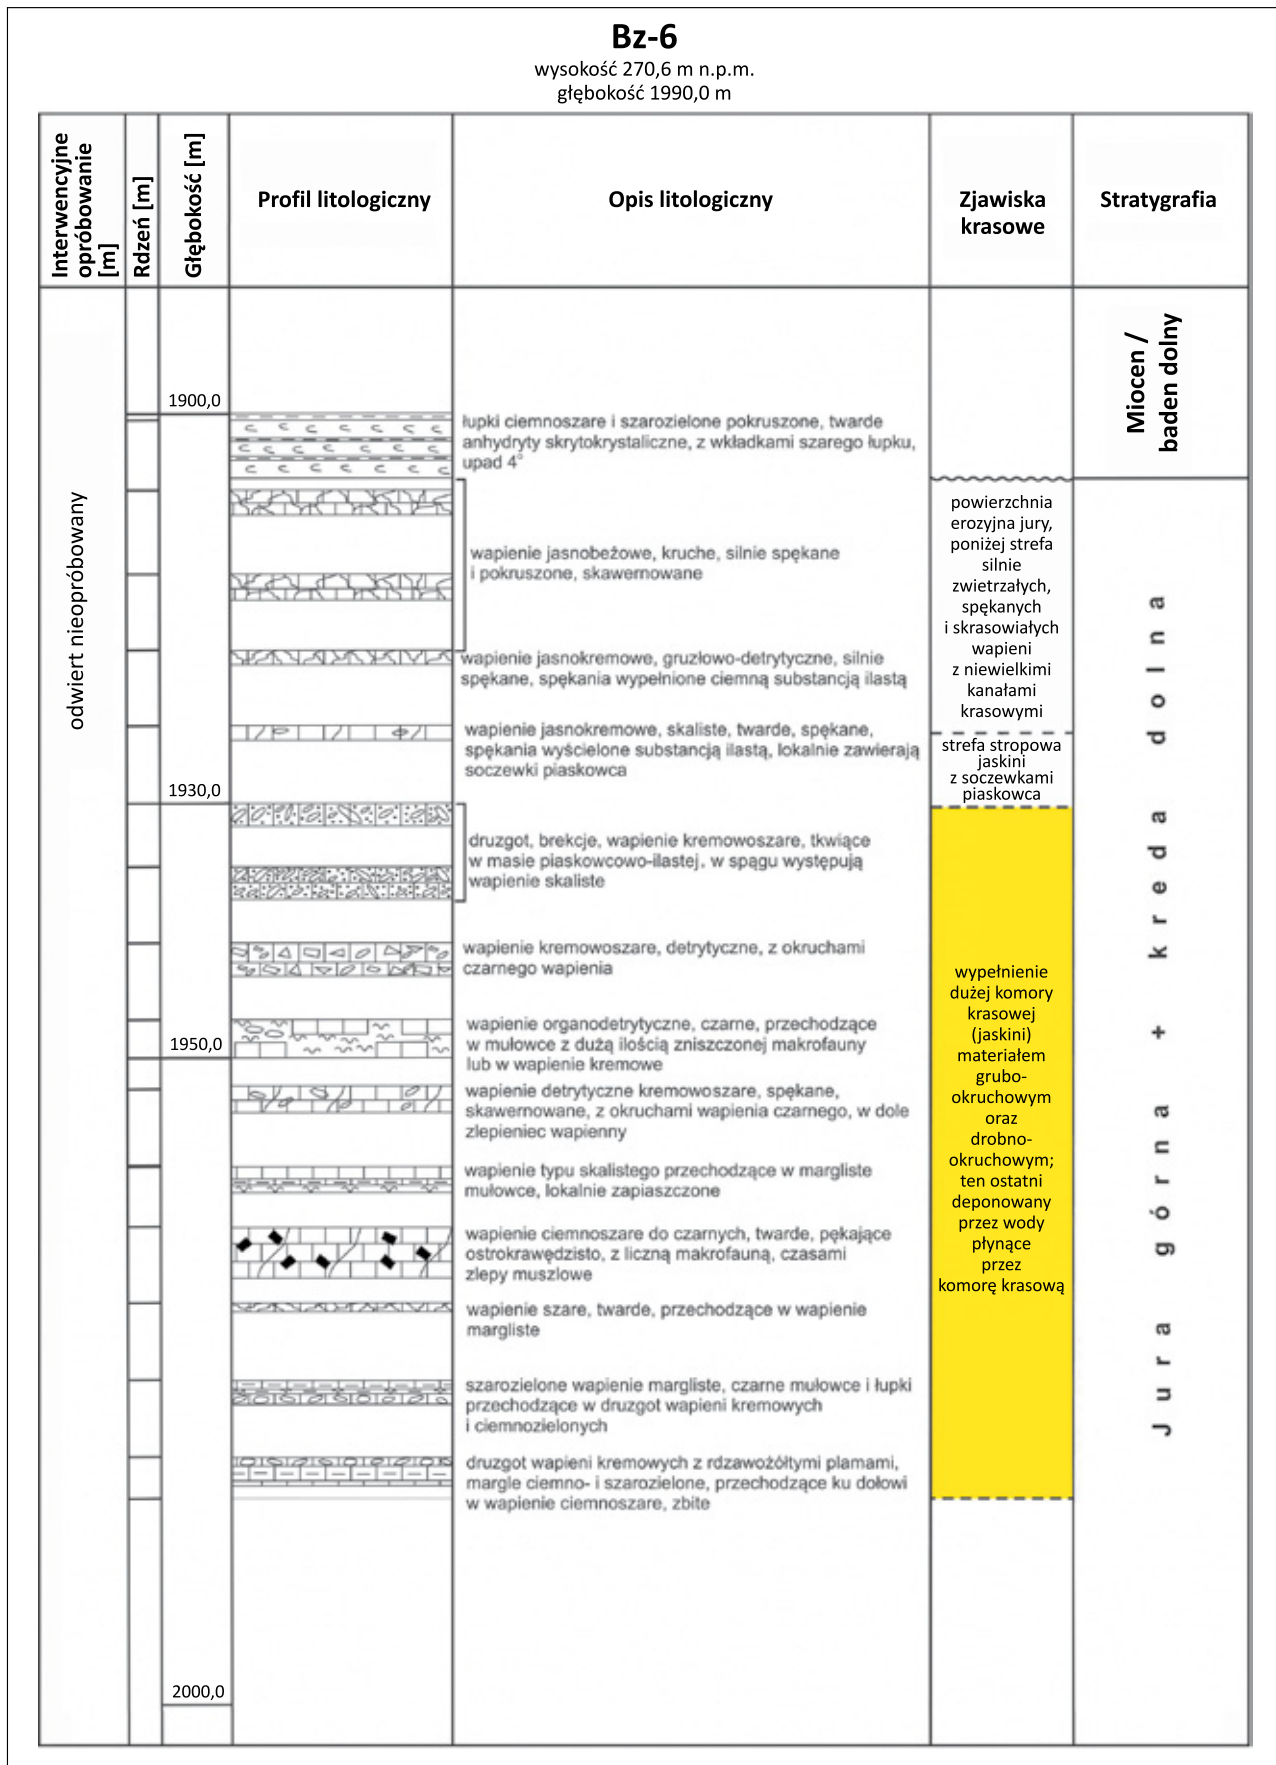 Bz-6
wysokość 270,6 m n.p.m.
głębokość 1990,0 m
Interwencyjne
opróbowanie
[m]
Rdzeń [m]
Głębokość [m]
Profil litologiczny
Opis litologiczny
Zjawiska
krasowe
Stratygrafia
odwiert nieopróbowany
1900,0
1930,0
1950,0
2000,0
łupki ciemnoszare i szarozielone pokruszone, twarde
anhydryty skrytokrystaliczne, z wkładkami szarego łupku,
upad 4°
wapienie jasnobeżowe, kruche, silnie spękane
i pokruszone, skawernowane
wapienie jasnokremowe, gruzłowo-detrytyczne, silnie
spękane, spękania wypełnione ciemną substancją ilastą
wapienie jasnokremowe, skaliste, twarde, spękane,
spękania wyścielone substancją ilastą, lokalnie zawierają
soczewki piaskowca
druzgot, brekcje, wapienie kremowoszare, tkwiące
w masie piaskowcowo-ilastej, w spągu występują
wapienie skaliste
wapienie kremowoszare, detrytyczne, z okruchami
czarnego wapienia
wapienie organodetrytyczne, czarne, przechodzące
w mułowce z dużą ilością zniszczonej makrofauny
lub w wapienie kremowe
wapienie detrytyczne kremowoszare, spękane,
skawernowane, z okruchami wapienia czarnego, w dole
zlepieniec wapienny
wapienie typu skalistego przechodzące w margliste
mułowce, lokalnie zapiaszczone
wapienie ciemnoszare do czarnych, twarde, pękające
ostrokrawędzisto, z liczną makrofauną, czasami
zlepy muszlowe
wapienie szare, twarde, przechodzące w wapienie
margliste
szarozielone wapienie margliste, czarne mułowce i łupki
przechodzące w druzgot wapieni kremowych
i ciemnozielonych
druzgot wapieni kremowych z rdzawożółtymi plamami,
margle ciemno- i szarozielone, przechodzące ku dołowi
w wapienie ciemnoszare, zbite
powierzchnia
erozyjna jury,
poniżej strefa
silnie
zwietrzałych,
spękanych
i skrasowiałych
wapieni
z niewielkimi
kanałami
krasowymi
strefa stropowa
jaskini
z soczewkami
piaskowca
wypełnienie
dużej komory
krasowej
(jaskini)
materiałem
grubo-
okruchowym
oraz
drobno-
okruchowym;
ten ostatni
deponowany
przez wody
płynące
przez
komorę krasową
Miocen /
baden dolny
Jura górna + kreda dolna